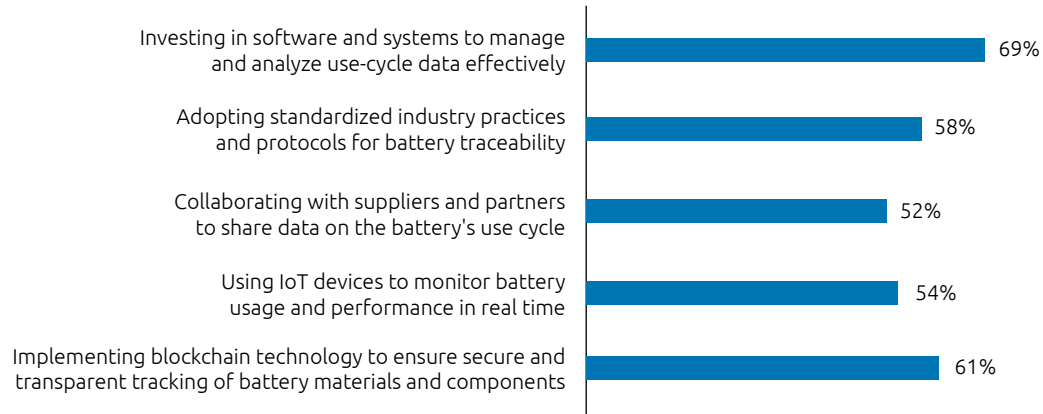 Investing in software and systems to manage
and analyze use-cycle data effectively
69%
Adopting standardized industry practices
and protocols for battery traceability
58%
Collaborating with suppliers and partners
to share data on the battery's use cycle
52%
Using IoT devices to monitor battery
usage and performance in real time
54%
Implementing blockchain technology to ensure secure and
transparent tracking of battery materials and components
61%